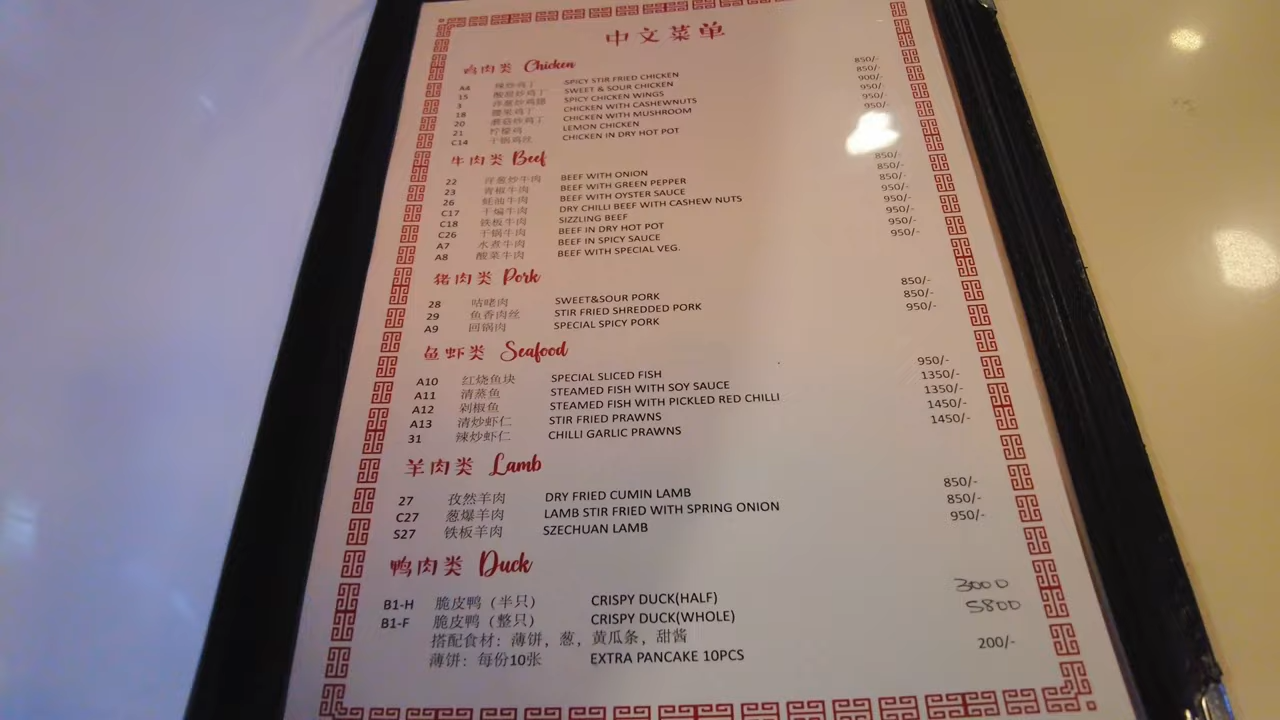 中文菜单
鸡肉类 Chicken
A4 辣炒鸡丁 SPICY STIR FRIED CHICKEN 850/-
15 酸甜炒鸡丁 SWEET & SOUR CHICKEN 850/-
3 SPICY CHICKEN WINGS 900/-
18 腰果鸡丁 CHICKEN WITH CASHEWNUTS 950/-
20 蘑菇炒鸡丁 CHICKEN WITH MUSHROOM 950/-
21 柠檬鸡 LEMON CHICKEN 950/-
C14 干锅鸡丝 CHICKEN IN DRY HOT POT
牛肉类 Beef
22 洋葱炒牛肉 BEEF WITH ONION 850/-
23 青椒牛肉 BEEF WITH GREEN PEPPER 850/-
26 蚝油牛肉 BEEF WITH OYSTER SAUCE 850/-
C17 干煸牛肉 DRY CHILLI BEEF WITH CASHEW NUTS 950/-
C18 铁板牛肉 SIZZLING BEEF 950/-
C26 干锅牛肉 BEEF IN DRY HOT POT 950/-
A7 水煮牛肉 BEEF IN SPICY SAUCE 950/-
A8 酸菜牛肉 BEEF WITH SPECIAL VEG. 950/-
猪肉类 Pork
28 咕咾肉 SWEET&SOUR PORK 850/-
29 鱼香肉丝 STIR FRIED SHREDDED PORK 850/-
A9 回锅肉 SPECIAL SPICY PORK 950/-
鱼虾类 Seafood
A10 红烧鱼块 SPECIAL SLICED FISH 950/-
A11 清蒸鱼 STEAMED FISH WITH SOY SAUCE 1350/-
A12 剁椒鱼 STEAMED FISH WITH PICKLED RED CHILLI 1350/-
A13 清炒虾仁 STIR FRIED PRAWNS 1450/-
31 辣炒虾仁 CHILLI GARLIC PRAWNS 1450/-
羊肉类 Lamb
27 孜然羊肉 DRY FRIED CUMIN LAMB 850/-
C27 葱爆羊肉 LAMB STIR FRIED WITH SPRING ONION 850/-
S27 铁板羊肉 SZECHUAN LAMB 950/-
鸭肉类 Duck
B1-H 脆皮鸭（半只） CRISPY DUCK(HALF) 3000
B1-F 脆皮鸭（整只） CRISPY DUCK(WHOLE) 5800
搭配食材：薄饼，葱，黄瓜条，甜酱
薄饼：每份10张 EXTRA PANCAKE 10PCS 200/-